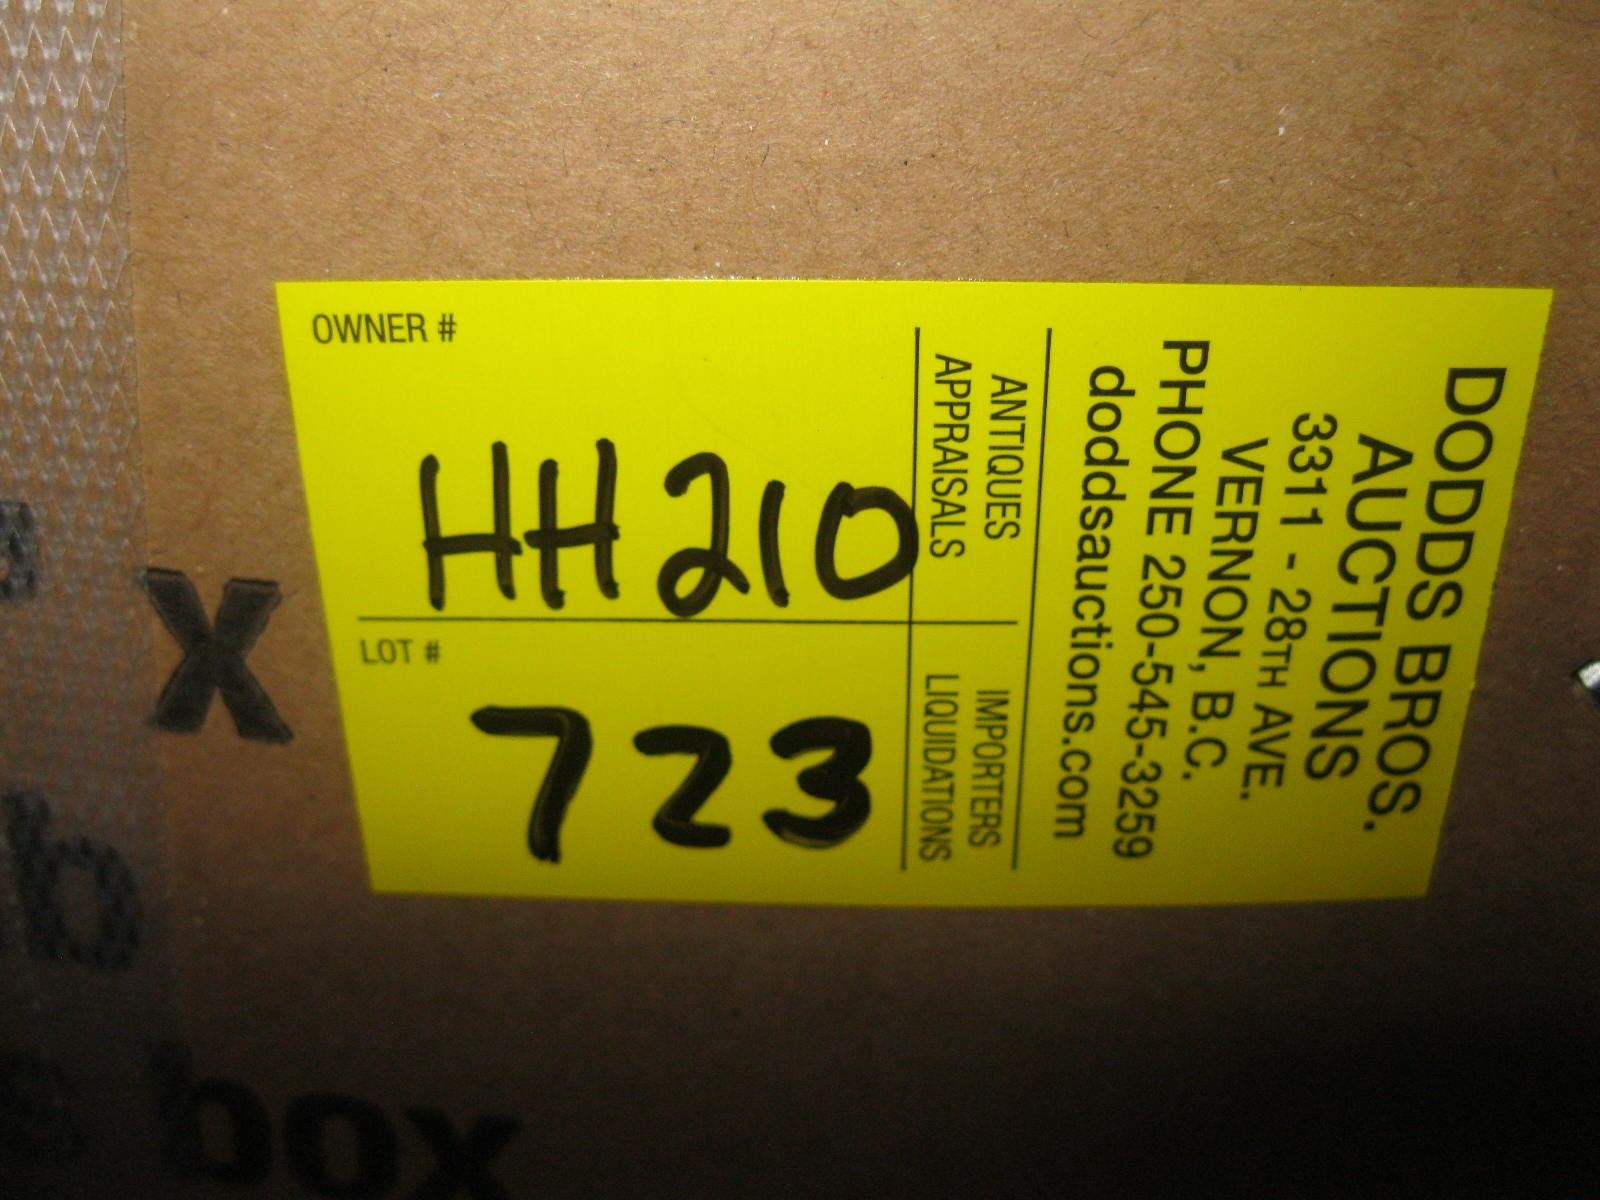 DODDS BROS.
AUCTIONS
3311 - 28TH AVE.
VERNON, B.C.
PHONE 250-545-3259
doddsauctions.com
ANTIQUES
APPRAISALS
IMPORTERS
LIQUIDATIONS
OWNER #
HH210
LOT #
723
x
b
box